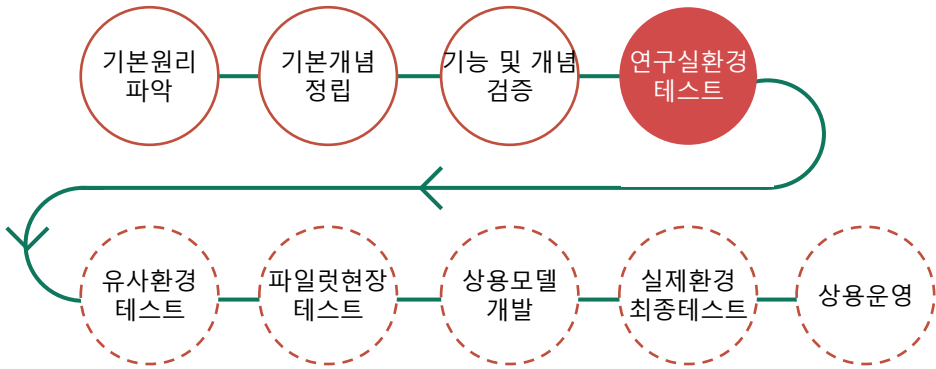 기본원리
파악
기본개념
정립
기능 및 개념
검증
연구실환경
테스트
유사환경
테스트
파일럿현장
테스트
상용모델
개발
실제환경
최종테스트
상용운영